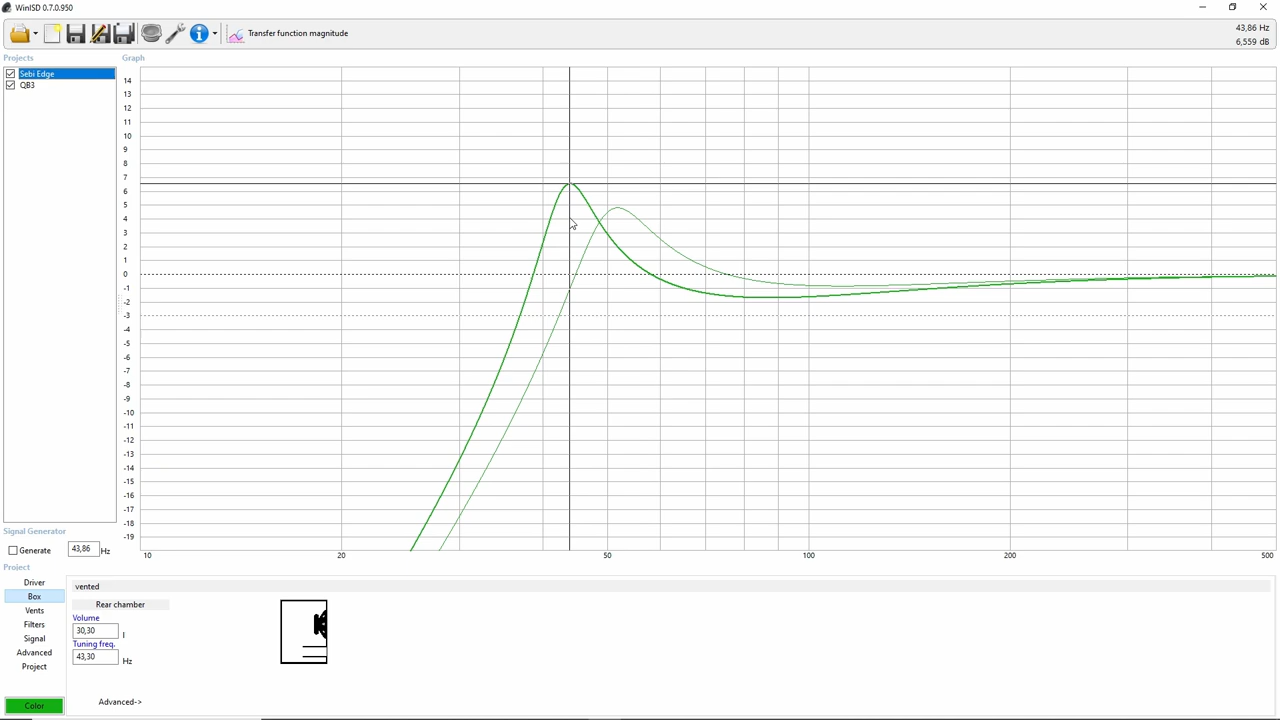 WinISD 0.7.0.950
Transfer function magnitude
43,86 Hz
6,559 dB
Projects
Graph
Sebi Edge
QB3
14
13
12
11
10
9
8
7
6
5
4
3
2
1
0
-1
-2
-3
-4
-5
-6
-7
-8
-9
-10
-11
-12
-13
-14
-15
-16
-17
-18
-19
10 20 50 100 200 500
Signal Generator
Generate 43,86 Hz
Project
Driver
Box
Vents
Filters
Signal
Advanced
Project
Color
vented
Rear chamber
Volume
30,30 l
Tuning freq.
43,30 Hz
Advanced->